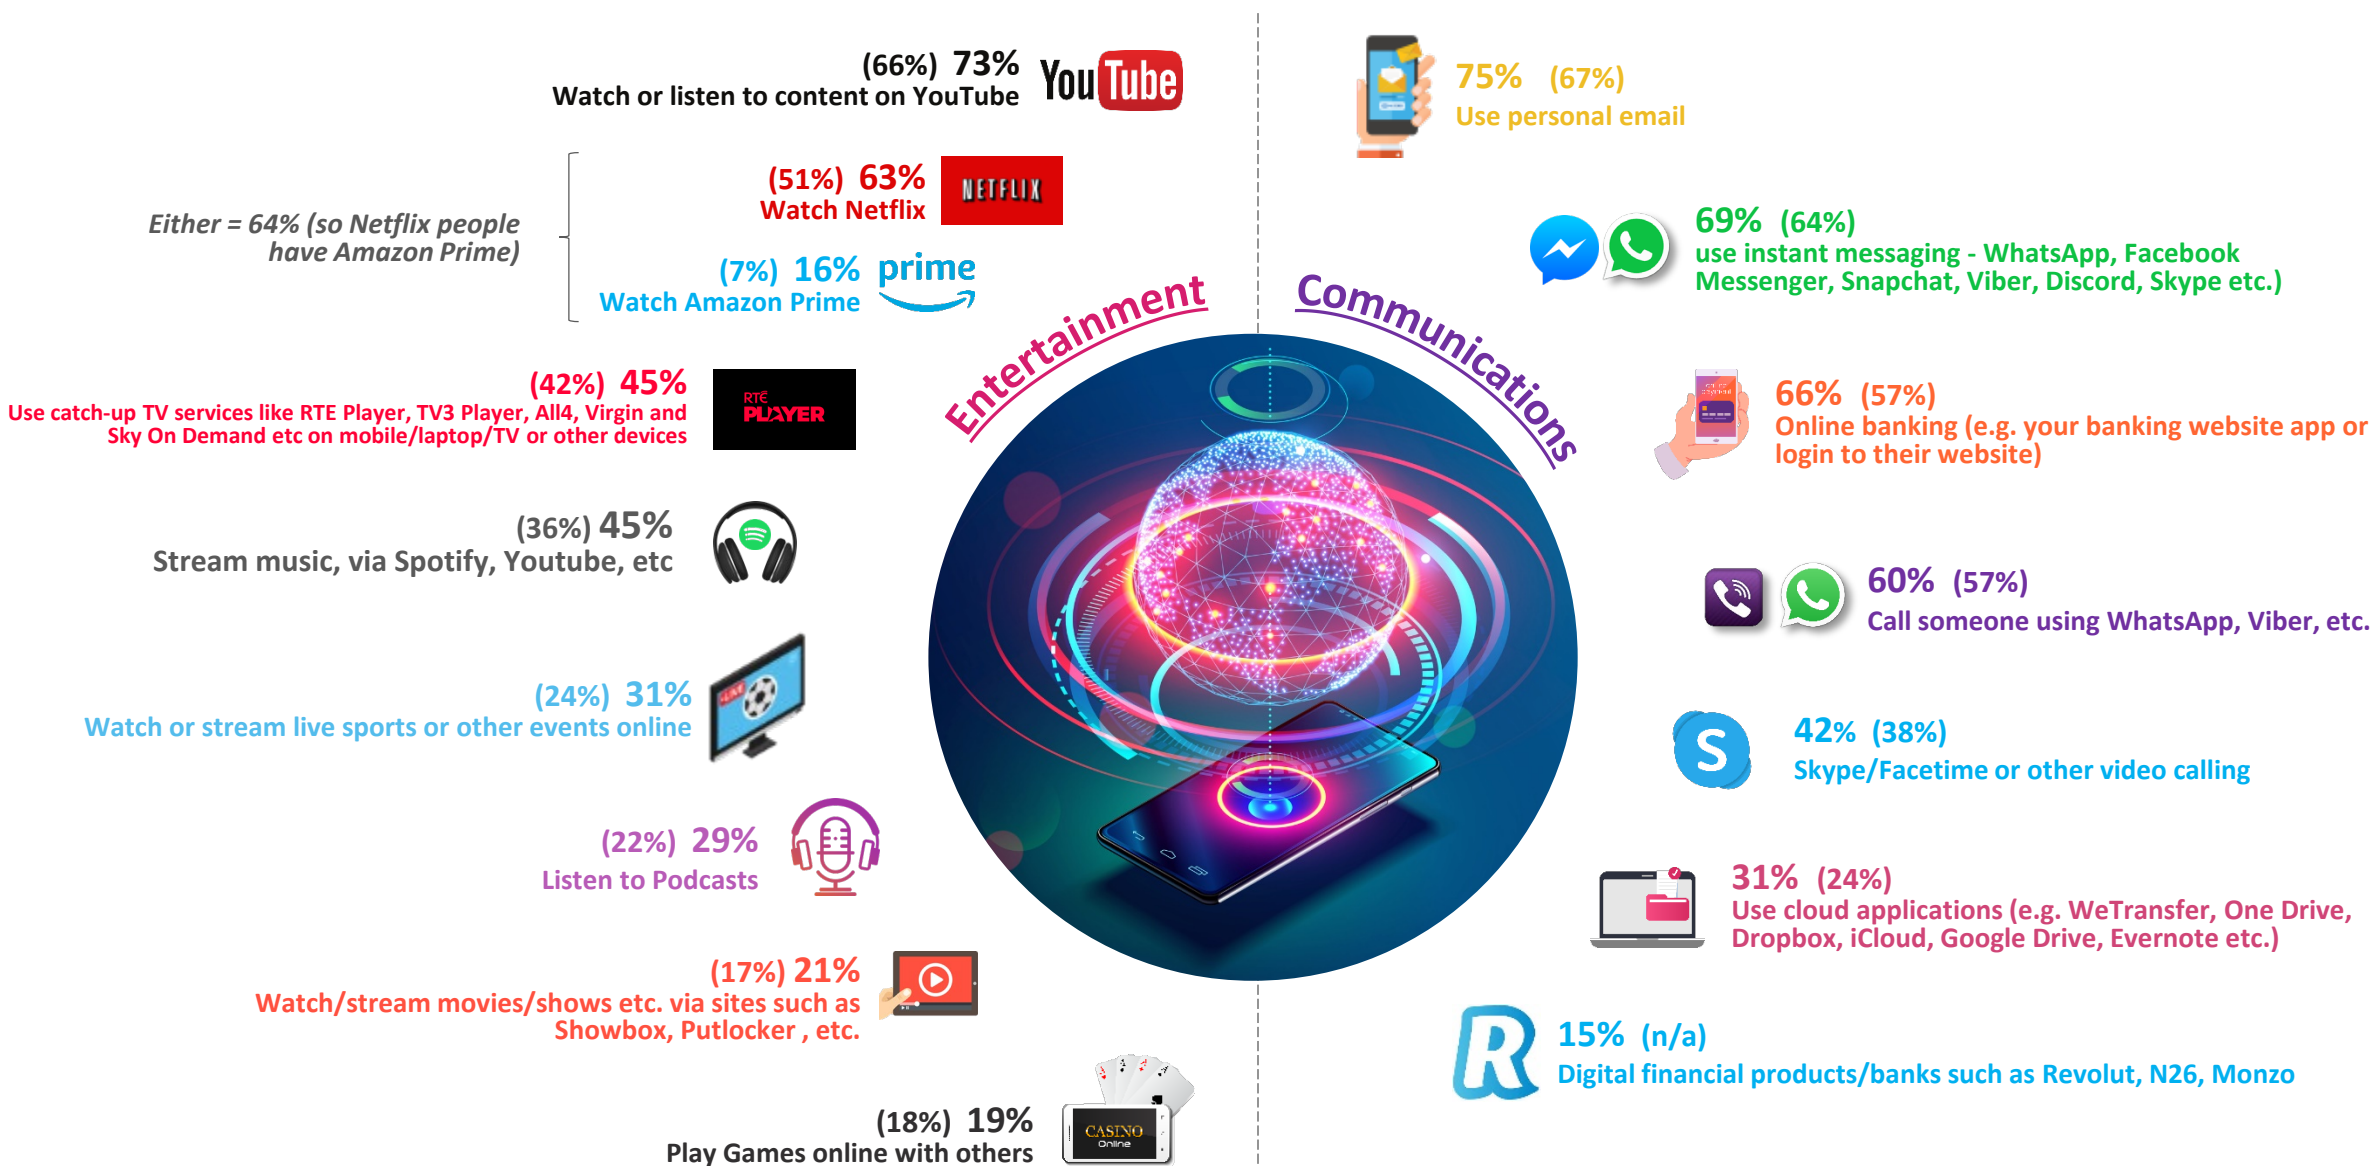 (66%) 73%
Watch or listen to content on YouTube
You Tube
(51%) 63%
Watch Netflix
NETFLIX
Either = 64% (so Netflix people
have Amazon Prime)
(7%) 16%
Watch Amazon Prime
prime
(42%) 45%
Use catch-up TV services like RTE Player, TV3 Player, All4, Virgin and
Sky On Demand etc on mobile/laptop/TV or other devices
RTÉ
PLAYER
(36%) 45%
Stream music, via Spotify, Youtube, etc
(24%) 31%
Watch or stream live sports or other events online
LIVE
(22%) 29%
Listen to Podcasts
(17%) 21%
Watch/stream movies/shows etc. via sites such as
Showbox, Putlocker , etc.
(18%) 19%
Play Games online with others
CASINO
Online
Entertainment
Communications
75% (67%)
Use personal email
69% (64%)
use instant messaging - WhatsApp, Facebook
Messenger, Snapchat, Viber, Discord, Skype etc.)
66% (57%)
Online banking (e.g. your banking website app or
login to their website)
60% (57%)
Call someone using WhatsApp, Viber, etc.
S
42% (38%)
Skype/Facetime or other video calling
31% (24%)
Use cloud applications (e.g. WeTransfer, One Drive,
Dropbox, iCloud, Google Drive, Evernote etc.)
R
15% (n/a)
Digital financial products/banks such as Revolut, N26, Monzo